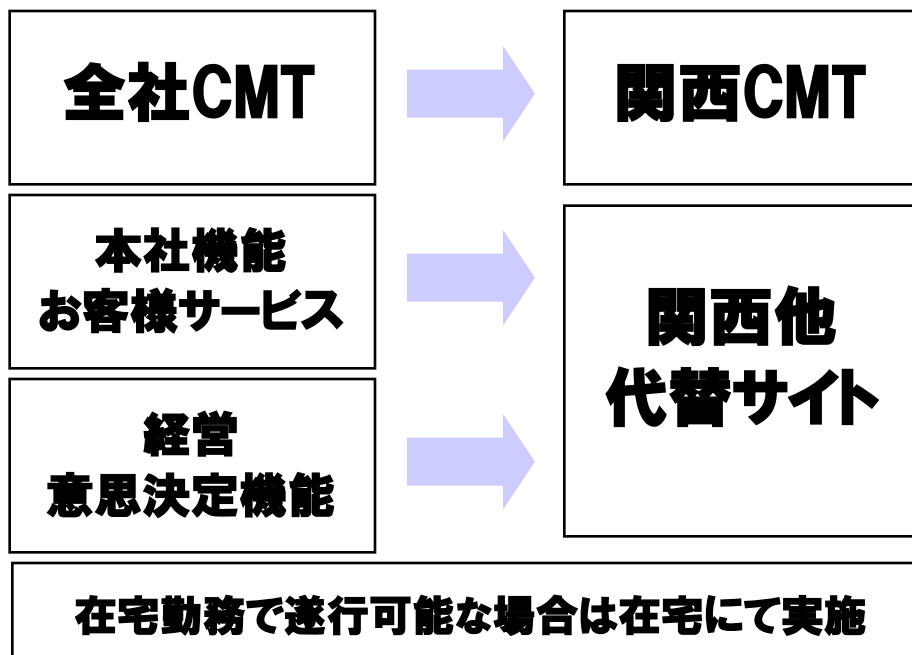 全社CMT
関西CMT
本社機能
お客様サービス
関西他
代替サイト
経営
意思決定機能
在宅勤務で遂行可能な場合は在宅にて実施